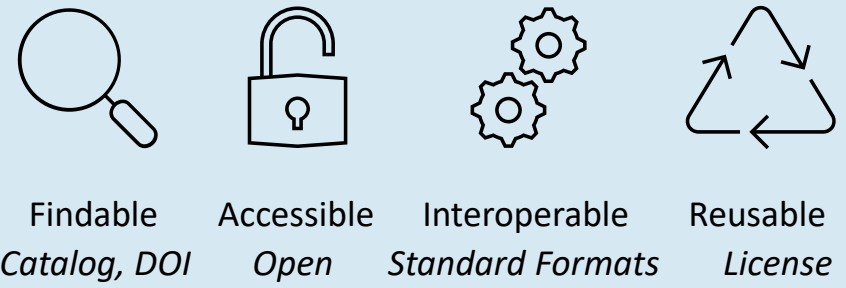 Findable Accessible Interoperable Reusable
Catalog, DOI Open Standard Formats License